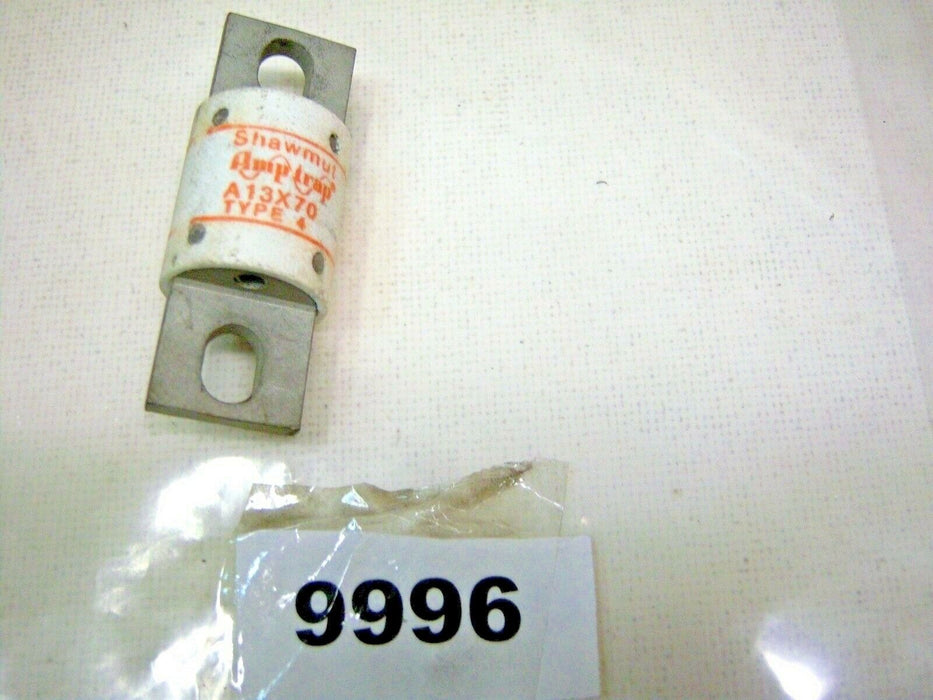 Shawmut
Amp trap
A13X70
TYPE 4
9996